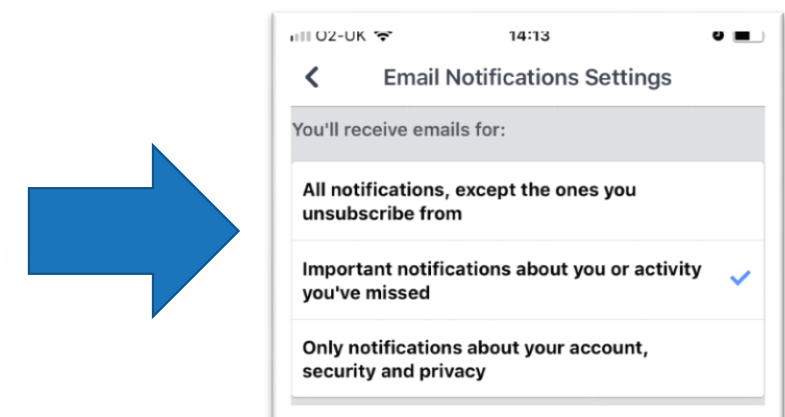 O2-UK 14:13
Email Notifications Settings
You'll receive emails for:
All notifications, except the ones you
unsubscribe from
Important notifications about you or activity
you've missed
Only notifications about your account,
security and privacy